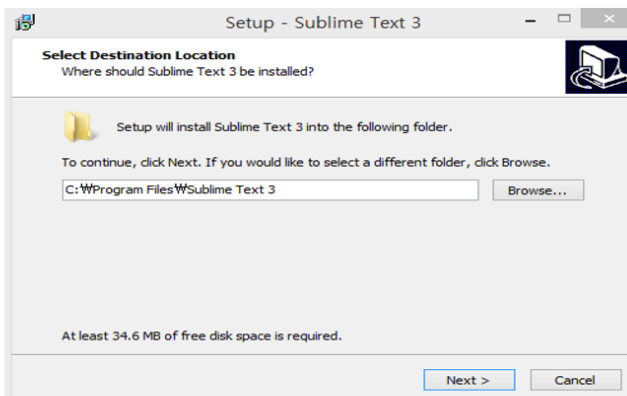 Setup - Sublime Text 3
Select Destination Location
Where should Sublime Text 3 be installed?
Setup will install Sublime Text 3 into the following folder.
To continue, click Next. If you would like to select a different folder, click Browse.
C:₩Program Files₩Sublime Text 3
Browse...
At least 34.6 MB of free disk space is required.
Next >
Cancel